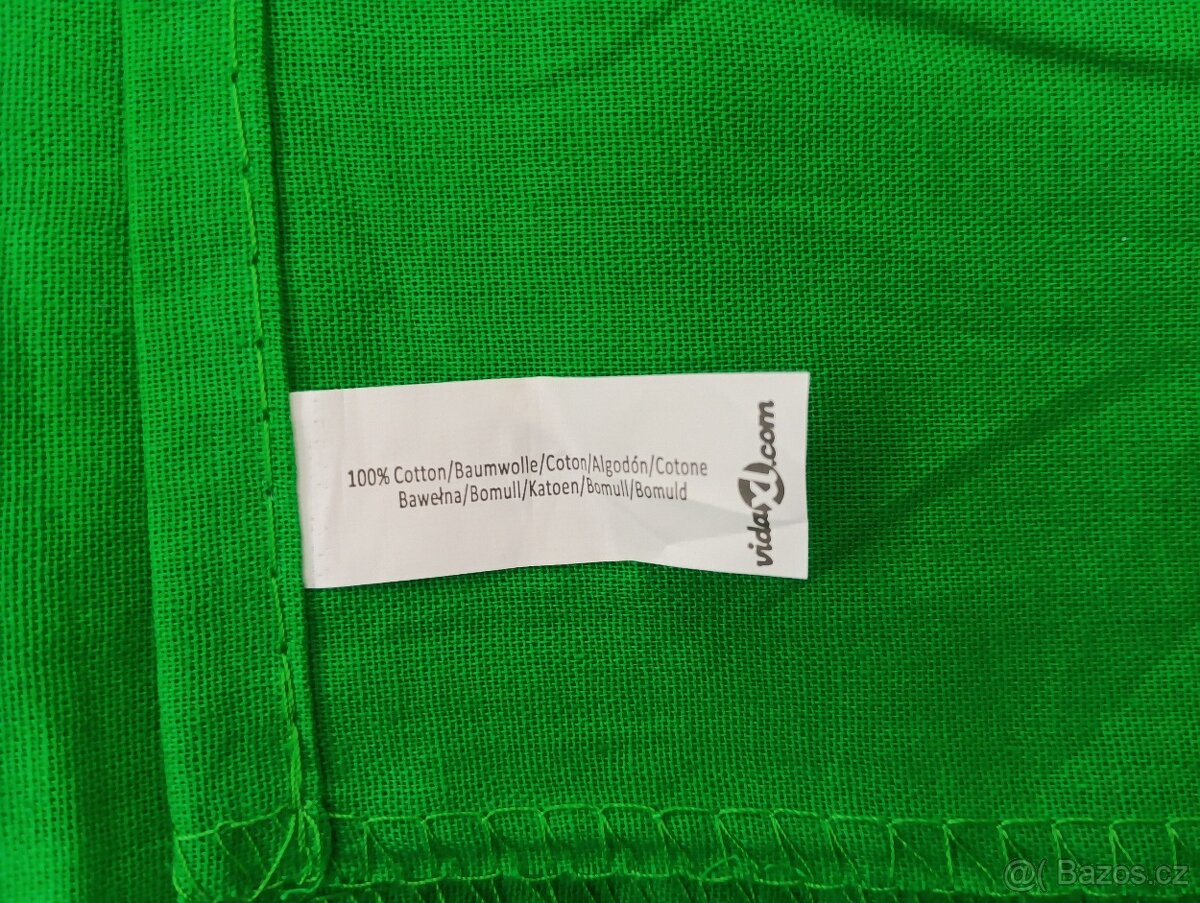 100% Cotton/Baumwolle/Coton/Algodón/Cotone
Bawełna/Bomull/Katoen/Bomull/Bomuld
vidaXL.com
@( Bazos.cz